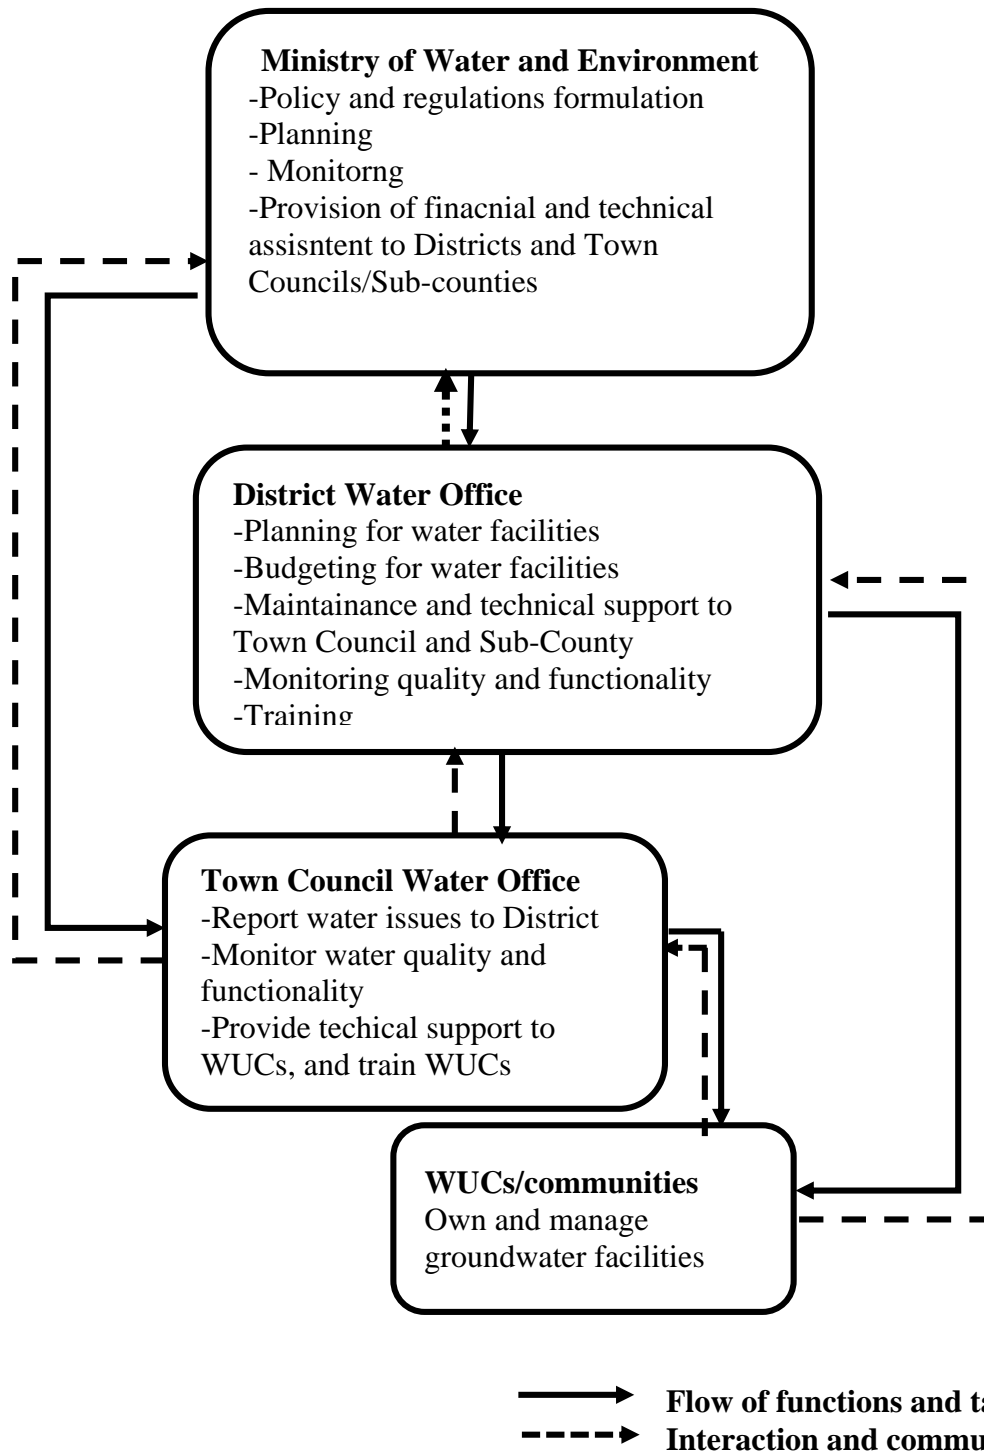 Ministry of Water and Environment
-Policy and regulations formulation
-Planning
- Monitorng
-Provision of finacnial and technical
assisntent to Districts and Town
Councils/Sub-counties
District Water Office
-Planning for water facilities
-Budgeting for water facilities
-Maintainance and technical support to
Town Council and Sub-County
-Monitoring quality and functionality
-Training
Town Council Water Office
-Report water issues to District
-Monitor water quality and
functionality
-Provide techical support to
WUCs, and train WUCs
WUCs/communities
Own and manage
groundwater facilities
Flow of functions and
Interaction and